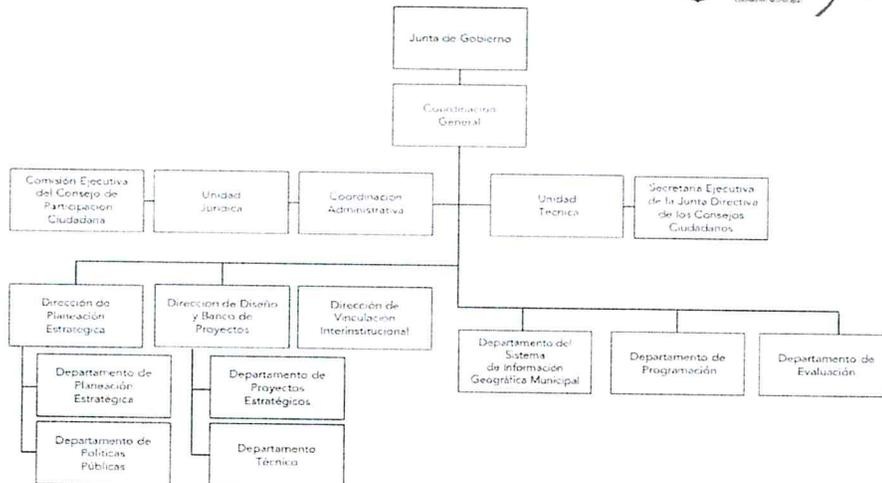 Junta de Gobierno
Coordinación
General
Comisión Ejecutiva
del Consejo de
Participación
Ciudadana
Unidad
Jurídica
Coordinación
Administrativa
Unidad
Técnica
Secretaría Ejecutiva
de la Junta Directiva
de los Consejos
Ciudadanos
Dirección de
Planeación
Estratégica
Dirección de Diseño
y Banco de
Proyectos
Dirección de
Vinculación
Interinstitucional
Departamento del
Sistema
de Información
Geográfica Municipal
Departamento de
Programación
Departamento de
Evaluación
Departamento de
Planeación
Estratégica
Departamento de
Proyectos
Estratégicos
Departamento de
Políticas
Públicas
Departamento
Técnico